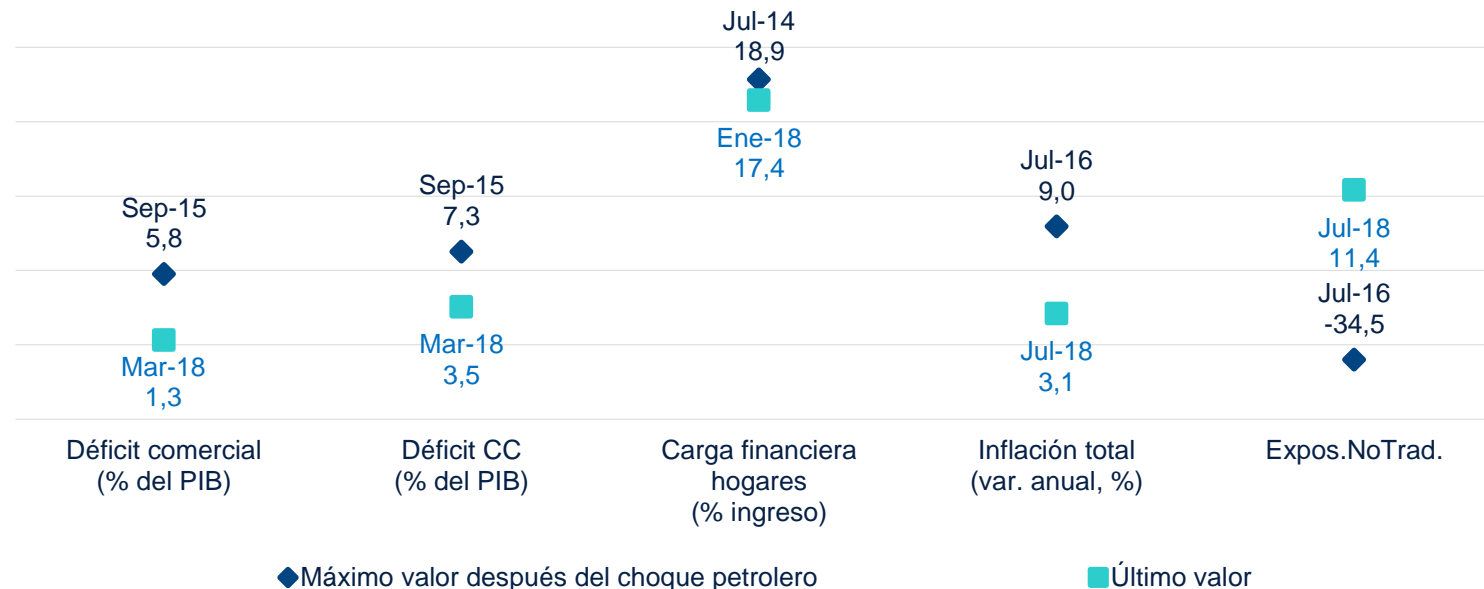 Jul-14
18,9
Ene-18
17,4
Jul-16
9,0
Sep-15
7,3
Sep-15
5,8
Jul-18
11,4
Jul-16
-34,5
Mar-18
1,3
Mar-18
3,5
Jul-18
3,1
Déficit comercial
(% del PIB)
Déficit CC
(% del PIB)
Carga financiera
hogares
(% ingreso)
Inflación total
(var. anual, %)
Expos.NoTrad.
Máximo valor después del choque petrolero
Último valor